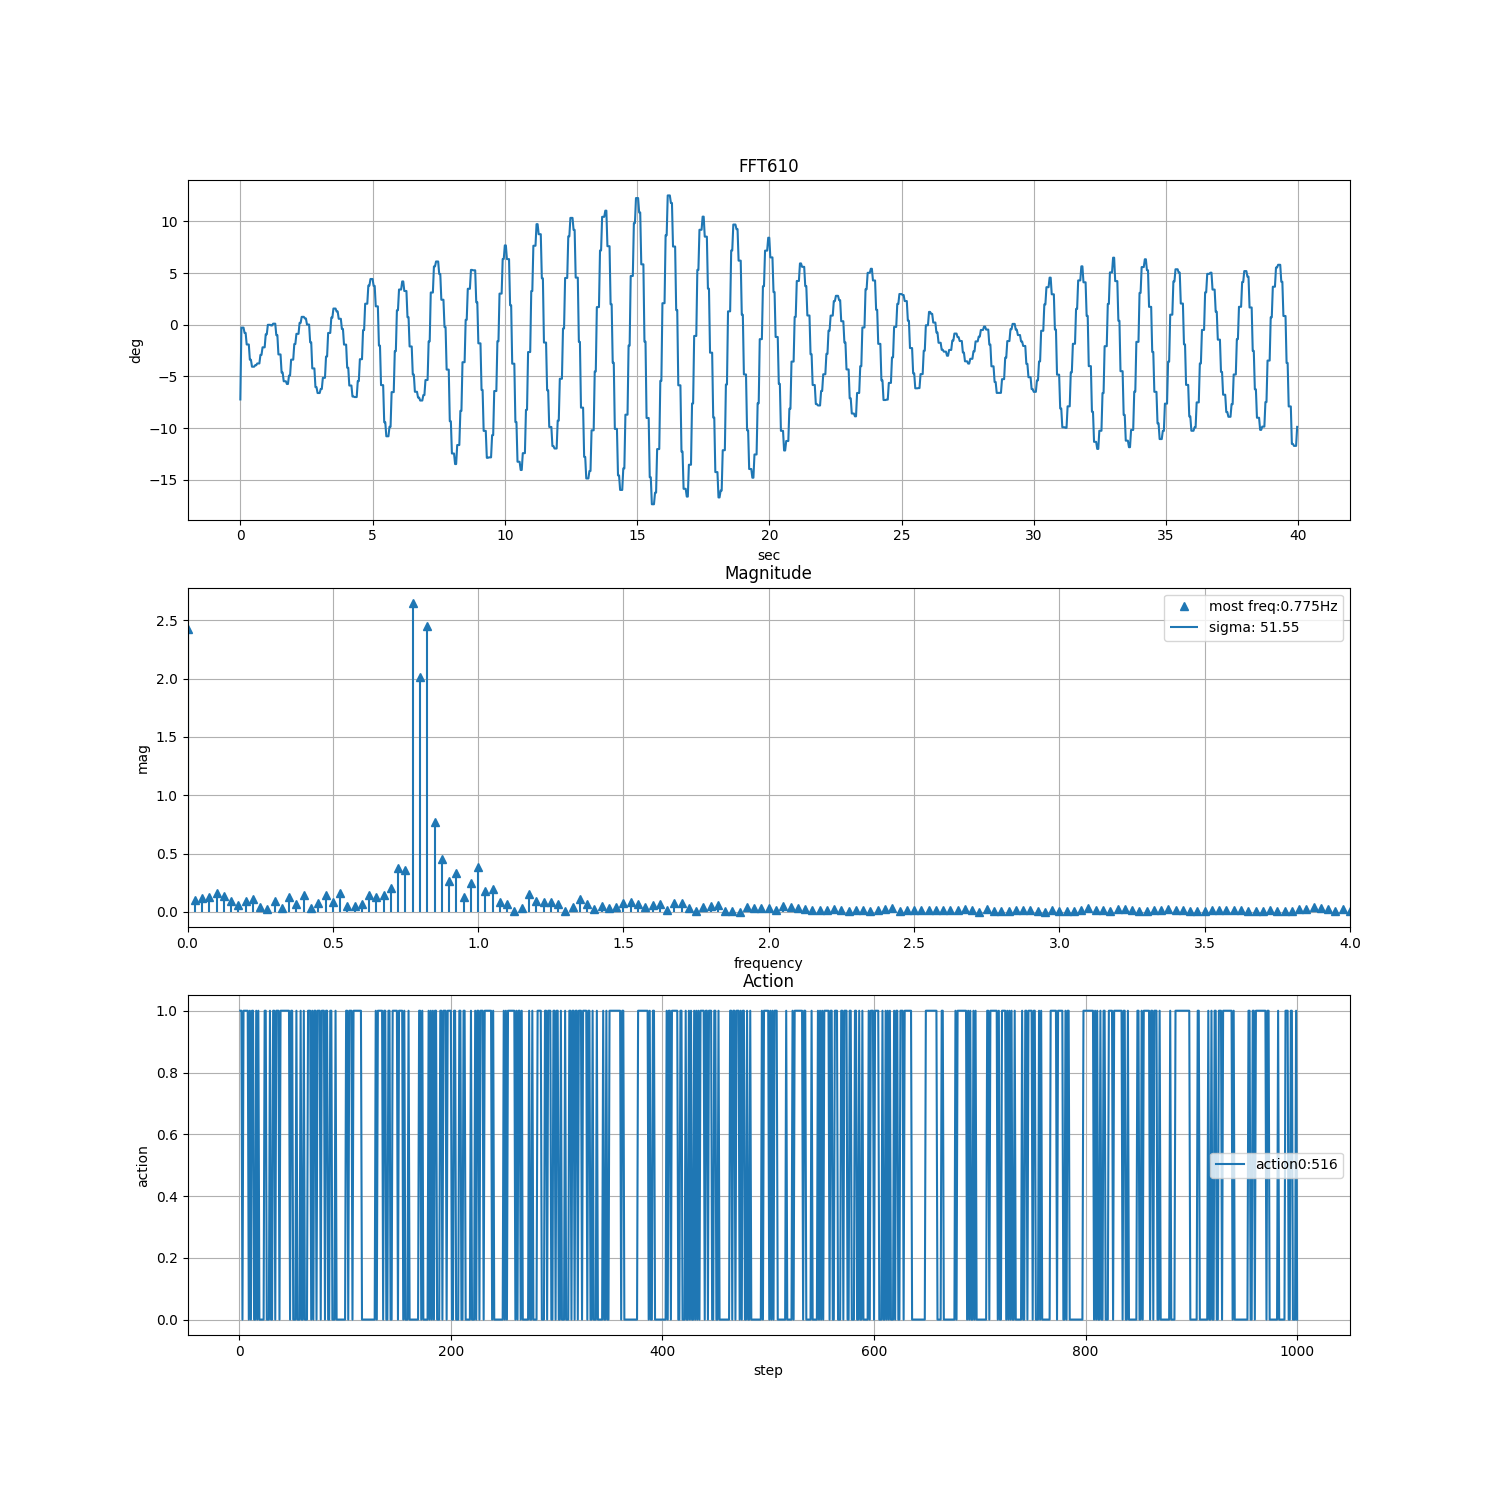 FFT610
10
5
0
−5
−10
−15
deg
0 5 10 15 20 25 30 35 40
sec
Magnitude
most freq:0.775Hz
sigma: 51.55
2.5
2.0
1.5
1.0
0.5
0.0
mag
0.0 0.5 1.0 1.5 2.0 2.5 3.0 3.5 4.0
frequency
Action
1.0
0.8
0.6
0.4
0.2
0.0
action
action0:516
0 200 400 600 800 1000
step